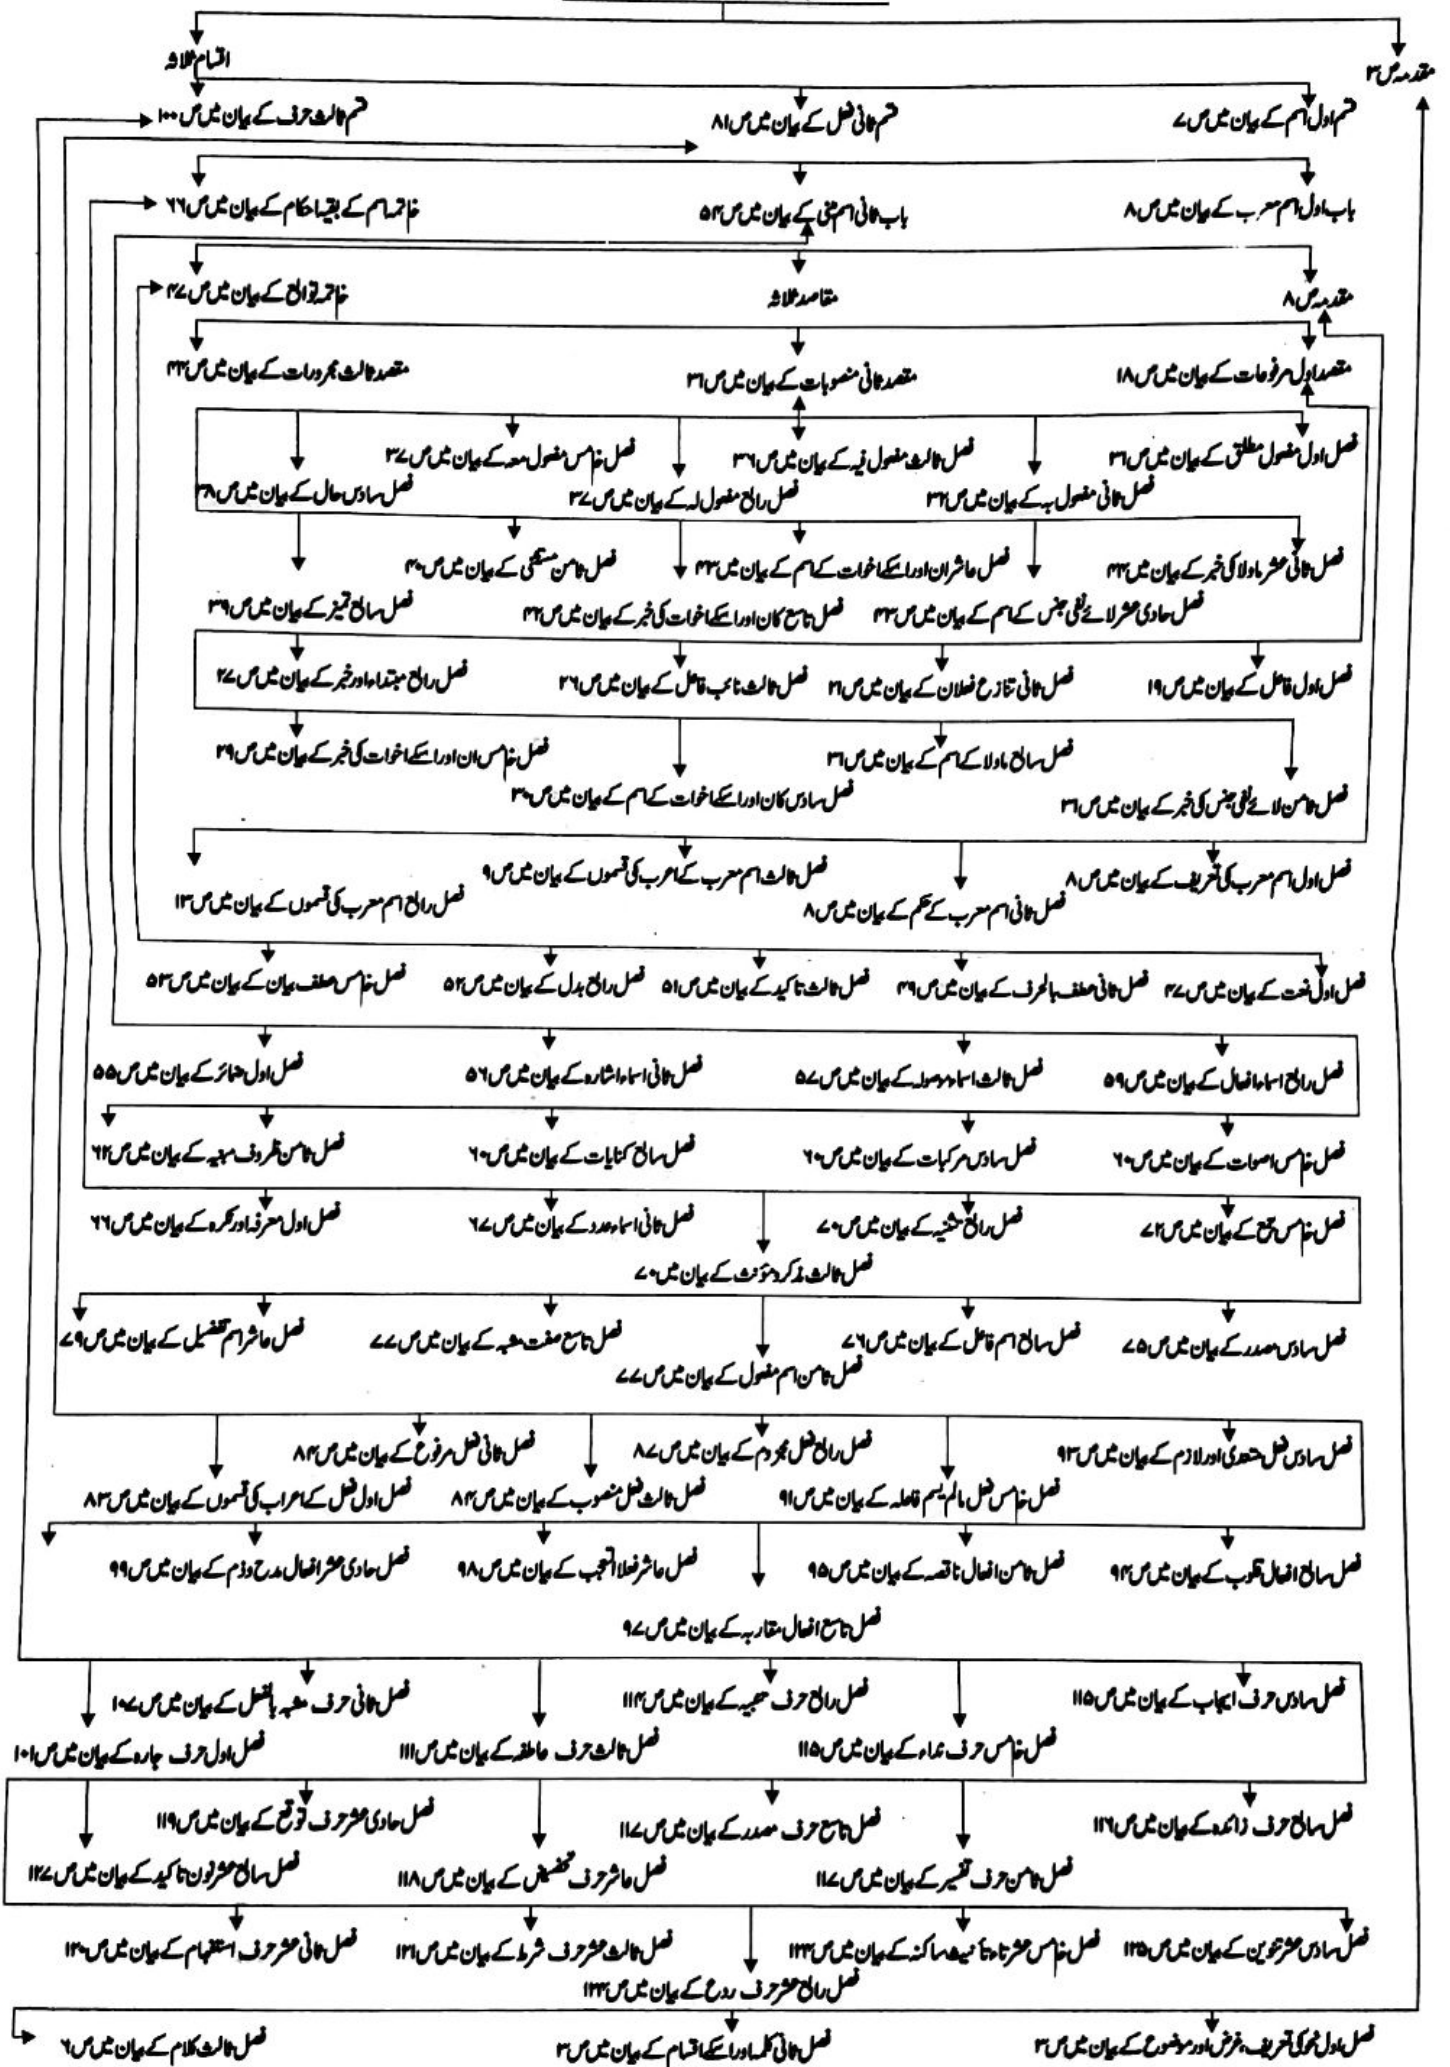 مقدمہ ص ۳
اقسام ثلاثہ
قسم اول اسم کے بیان میں ص ۷
قسم ثانی فعل کے بیان میں ص ۸۱
قسم ثالث حرف کے بیان میں ص ۱۰۰
باب اول اسم معرب کے بیان میں ص ۸
باب ثانی اسم مبنی کے بیان میں ص ۵۴
خاتمہ اسم کے بقیہ احکام کے بیان میں ص ۶۶
مقدمہ ص ۸
مقاصد ثلاثہ
خاتمہ توابع کے بیان میں ص ۴۷
مقصد اول مرفوعات کے بیان میں ص ۱۸
مقصد ثانی منصوبات کے بیان میں ص ۳۱
مقصد ثالث مجرورات کے بیان میں ص ۴۴
فصل اول مفعول مطلق کے بیان میں ص ۳۱
فصل ثالث مفعول فیہ کے بیان میں ص ۳۶
فصل خامس مفعول معہ کے بیان میں ص ۳۷
فصل ثانی مفعول بہ کے بیان میں ص ۳۲
فصل رابع مفعول لہ کے بیان میں ص ۳۷
فصل سادس حال کے بیان میں ص ۳۸
فصل ثانی عشر ماولا کی خبر کے بیان میں ص ۴۴
فصل عاشر ان اور اسکے اخوات کے اسم کے بیان میں ص ۴۳
فصل ثامن مستثنی کے بیان میں ص ۴۰
فصل حادی عشر لائے نفی جنس کے اسم کے بیان میں ص ۴۳
فصل تاسع کان اور اسکے اخوات کی خبر کے بیان میں ص ۴۲
فصل سابع تمیز کے بیان میں ص ۳۹
فصل اول فاعل کے بیان میں ص ۱۹
فصل ثانی تنازع فعلان کے بیان میں ص ۲۱
فصل ثالث نائب فاعل کے بیان میں ص ۲۶
فصل رابع مبتداء اور خبر کے بیان میں ص ۲۷
فصل سابع ماولا کے اسم کے بیان میں ص ۳۱
فصل خامس ان اور اسکے اخوات کی خبر کے بیان میں ص ۲۹
فصل ثامن لائے نفی جنس کی خبر کے بیان میں ص ۳۱
فصل سادس کان اور اسکے اخوات کے اسم کے بیان میں ص ۳۰
فصل اول اسم معرب کی تعریف کے بیان میں ص ۸
فصل ثالث اسم معرب کے اعرب کی قسموں کے بیان میں ص ۹
فصل ثانی اسم معرب کے حکم کے بیان میں ص ۸
فصل رابع اسم معرب کی قسموں کے بیان میں ص ۱۳
فصل اول نعت کے بیان میں ص ۴۷
فصل ثانی عطف بالحرف کے بیان میں ص ۴۹
فصل ثالث تاکید کے بیان میں ص ۵۱
فصل رابع بدل کے بیان میں ص ۵۲
فصل خامس عطف بیان کے بیان میں ص ۵۳
فصل رابع اسماء افعال کے بیان میں ص ۵۹
فصل ثالث اسماء موصولہ کے بیان میں ص ۵۷
فصل ثانی اسماء اشارہ کے بیان میں ص ۵۶
فصل اول ضمائر کے بیان میں ص ۵۵
فصل خامس اصوات کے بیان میں ص ۶۰
فصل سادس مرکبات کے بیان میں ص ۶۰
فصل سابع کنایات کے بیان میں ص ۶۰
فصل ثامن ظروف مبنیہ کے بیان میں ص ۶۲
فصل خامس جمع کے بیان میں ص ۷۲
فصل رابع تثنیہ کے بیان میں ص ۷۰
فصل ثانی اسماء عدد کے بیان میں ص ۶۷
فصل اول معرفہ اور نکرہ کے بیان میں ص ۶۶
فصل ثالث مذکر و مؤنث کے بیان میں ۷۰
فصل سادس مصدر کے بیان میں ص ۷۵
فصل سابع اسم فاعل کے بیان میں ص ۷۶
فصل تاسع صفت مشبہ کے بیان میں ص ۷۷
فصل عاشر اسم تفضیل کے بیان میں ص ۷۹
فصل ثامن اسم مفعول کے بیان میں ص ۷۷
فصل سادس فعل متعدی اور لازم کے بیان میں ص ۹۳
فصل رابع فعل مجزوم کے بیان میں ص ۸۷
فصل ثانی فعل مرفوع کے بیان میں ص ۸۴
فصل خامس فعل مالم یسم فاعلہ کے بیان میں ص ۹۱
فصل ثالث فعل منصوب کے بیان میں ص ۸۴
فصل اول فعل کے اعراب کی قسموں کے بیان میں ص ۸۳
فصل سابع افعال قلوب کے بیان میں ص ۹۴
فصل ثامن افعال ناقصہ کے بیان میں ص ۹۵
فصل عاشر فعلا التعجب کے بیان میں ص ۹۸
فصل حادی عشر افعال مدح و ذم کے بیان میں ص ۹۹
فصل تاسع افعال مقاربہ کے بیان میں ص ۹۷
فصل سادس حرف ایجاب کے بیان میں ص ۱۱۵
فصل رابع حرف تنبیہ کے بیان میں ص ۱۱۴
فصل ثانی حرف مشبہ بالفعل کے بیان میں ص ۱۰۷
فصل خامس حرف نداء کے بیان میں ص ۱۱۵
فصل ثالث حرف عاطفہ کے بیان میں ص ۱۱۱
فصل اول حرف جارہ کے بیان میں ص ۱۰۱
فصل سابع حرف زائدہ کے بیان میں ص ۱۱۶
فصل تاسع حرف مصدر کے بیان میں ص ۱۱۷
فصل حادی عشر حرف توقع کے بیان میں ص ۱۱۹
فصل ثامن حرف تفسیر کے بیان میں ص ۱۱۷
فصل عاشر حرف تحضیض کے بیان میں ص ۱۱۸
فصل سابع عشر نون تاکید کے بیان میں ص ۱۲۷
فصل سادس عشر تنوین کے بیان میں ص ۱۲۵
فصل خامس عشر تاء تأنیث ساکنہ کے بیان میں ص ۱۲۴
فصل ثالث عشر حرف شرط کے بیان میں ص ۱۲۱
فصل ثانی عشر حرف استفہام کے بیان میں ص ۱۲۰
فصل رابع عشر حرف ردع کے بیان میں ص ۱۲۴
فصل اول نحو کی تعریف، غرض اور موضوع کے بیان میں ص ۳
فصل ثانی کلمہ اور اسکے اقسام کے بیان میں ص ۳
فصل ثالث کلام کے بیان میں ص ۶